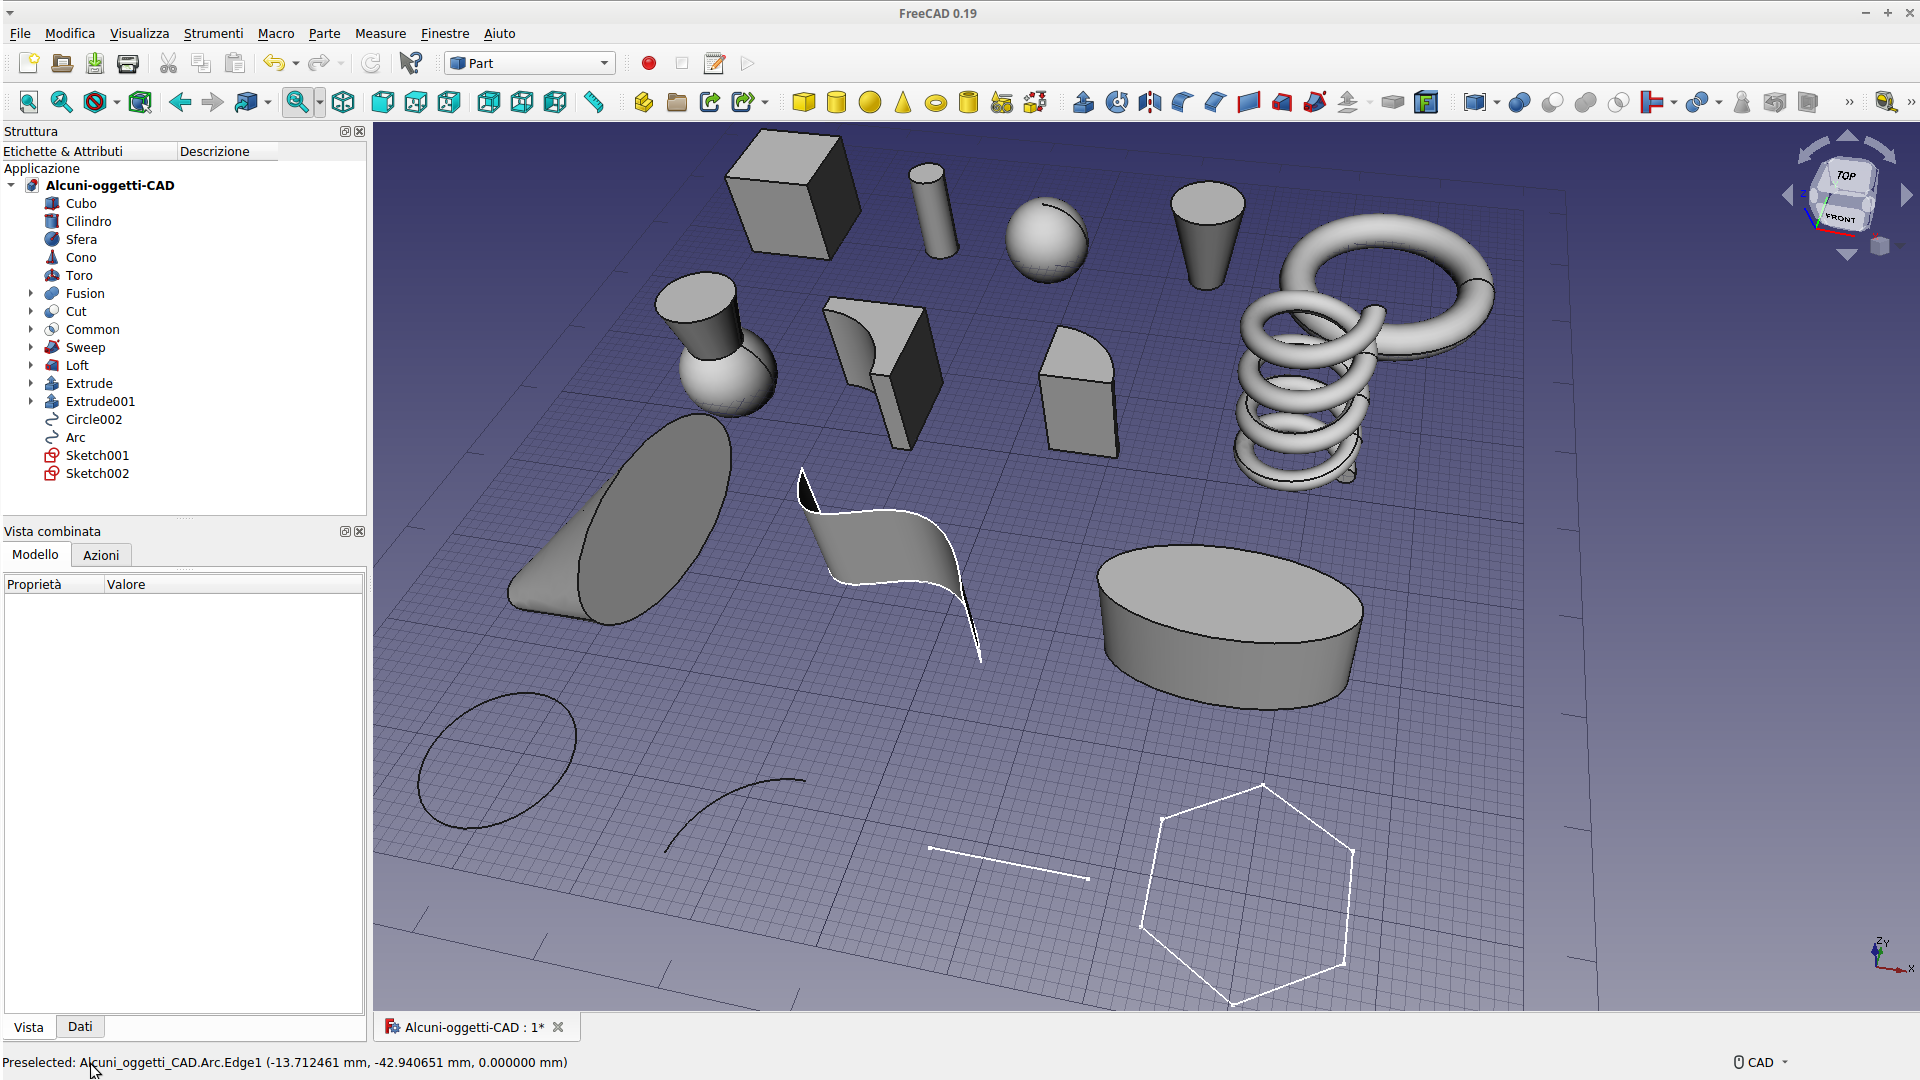 FreeCAD 0.19
File Modifica Visualizza Strumenti Macro Parte Measure Finestre Aiuto
Part
Struttura
Etichette & Attributi Descrizione
Applicazione
Alcuni-oggetti-CAD
Cubo
Cilindro
Sfera
Cono
Toro
Fusion
Cut
Common
Sweep
Loft
Extrude
Extrude001
Circle002
Arc
Sketch001
Sketch002
Vista combinata
Modello Azioni
Proprietà Valore
Vista Dati
TOP
FRONT
Z
Z Y
X
Alcuni-oggetti-CAD : 1*
Preselected: Alcuni_oggetti_CAD.Arc.Edge1 (-13.712461 mm, -42.940651 mm, 0.000000 mm)
CAD